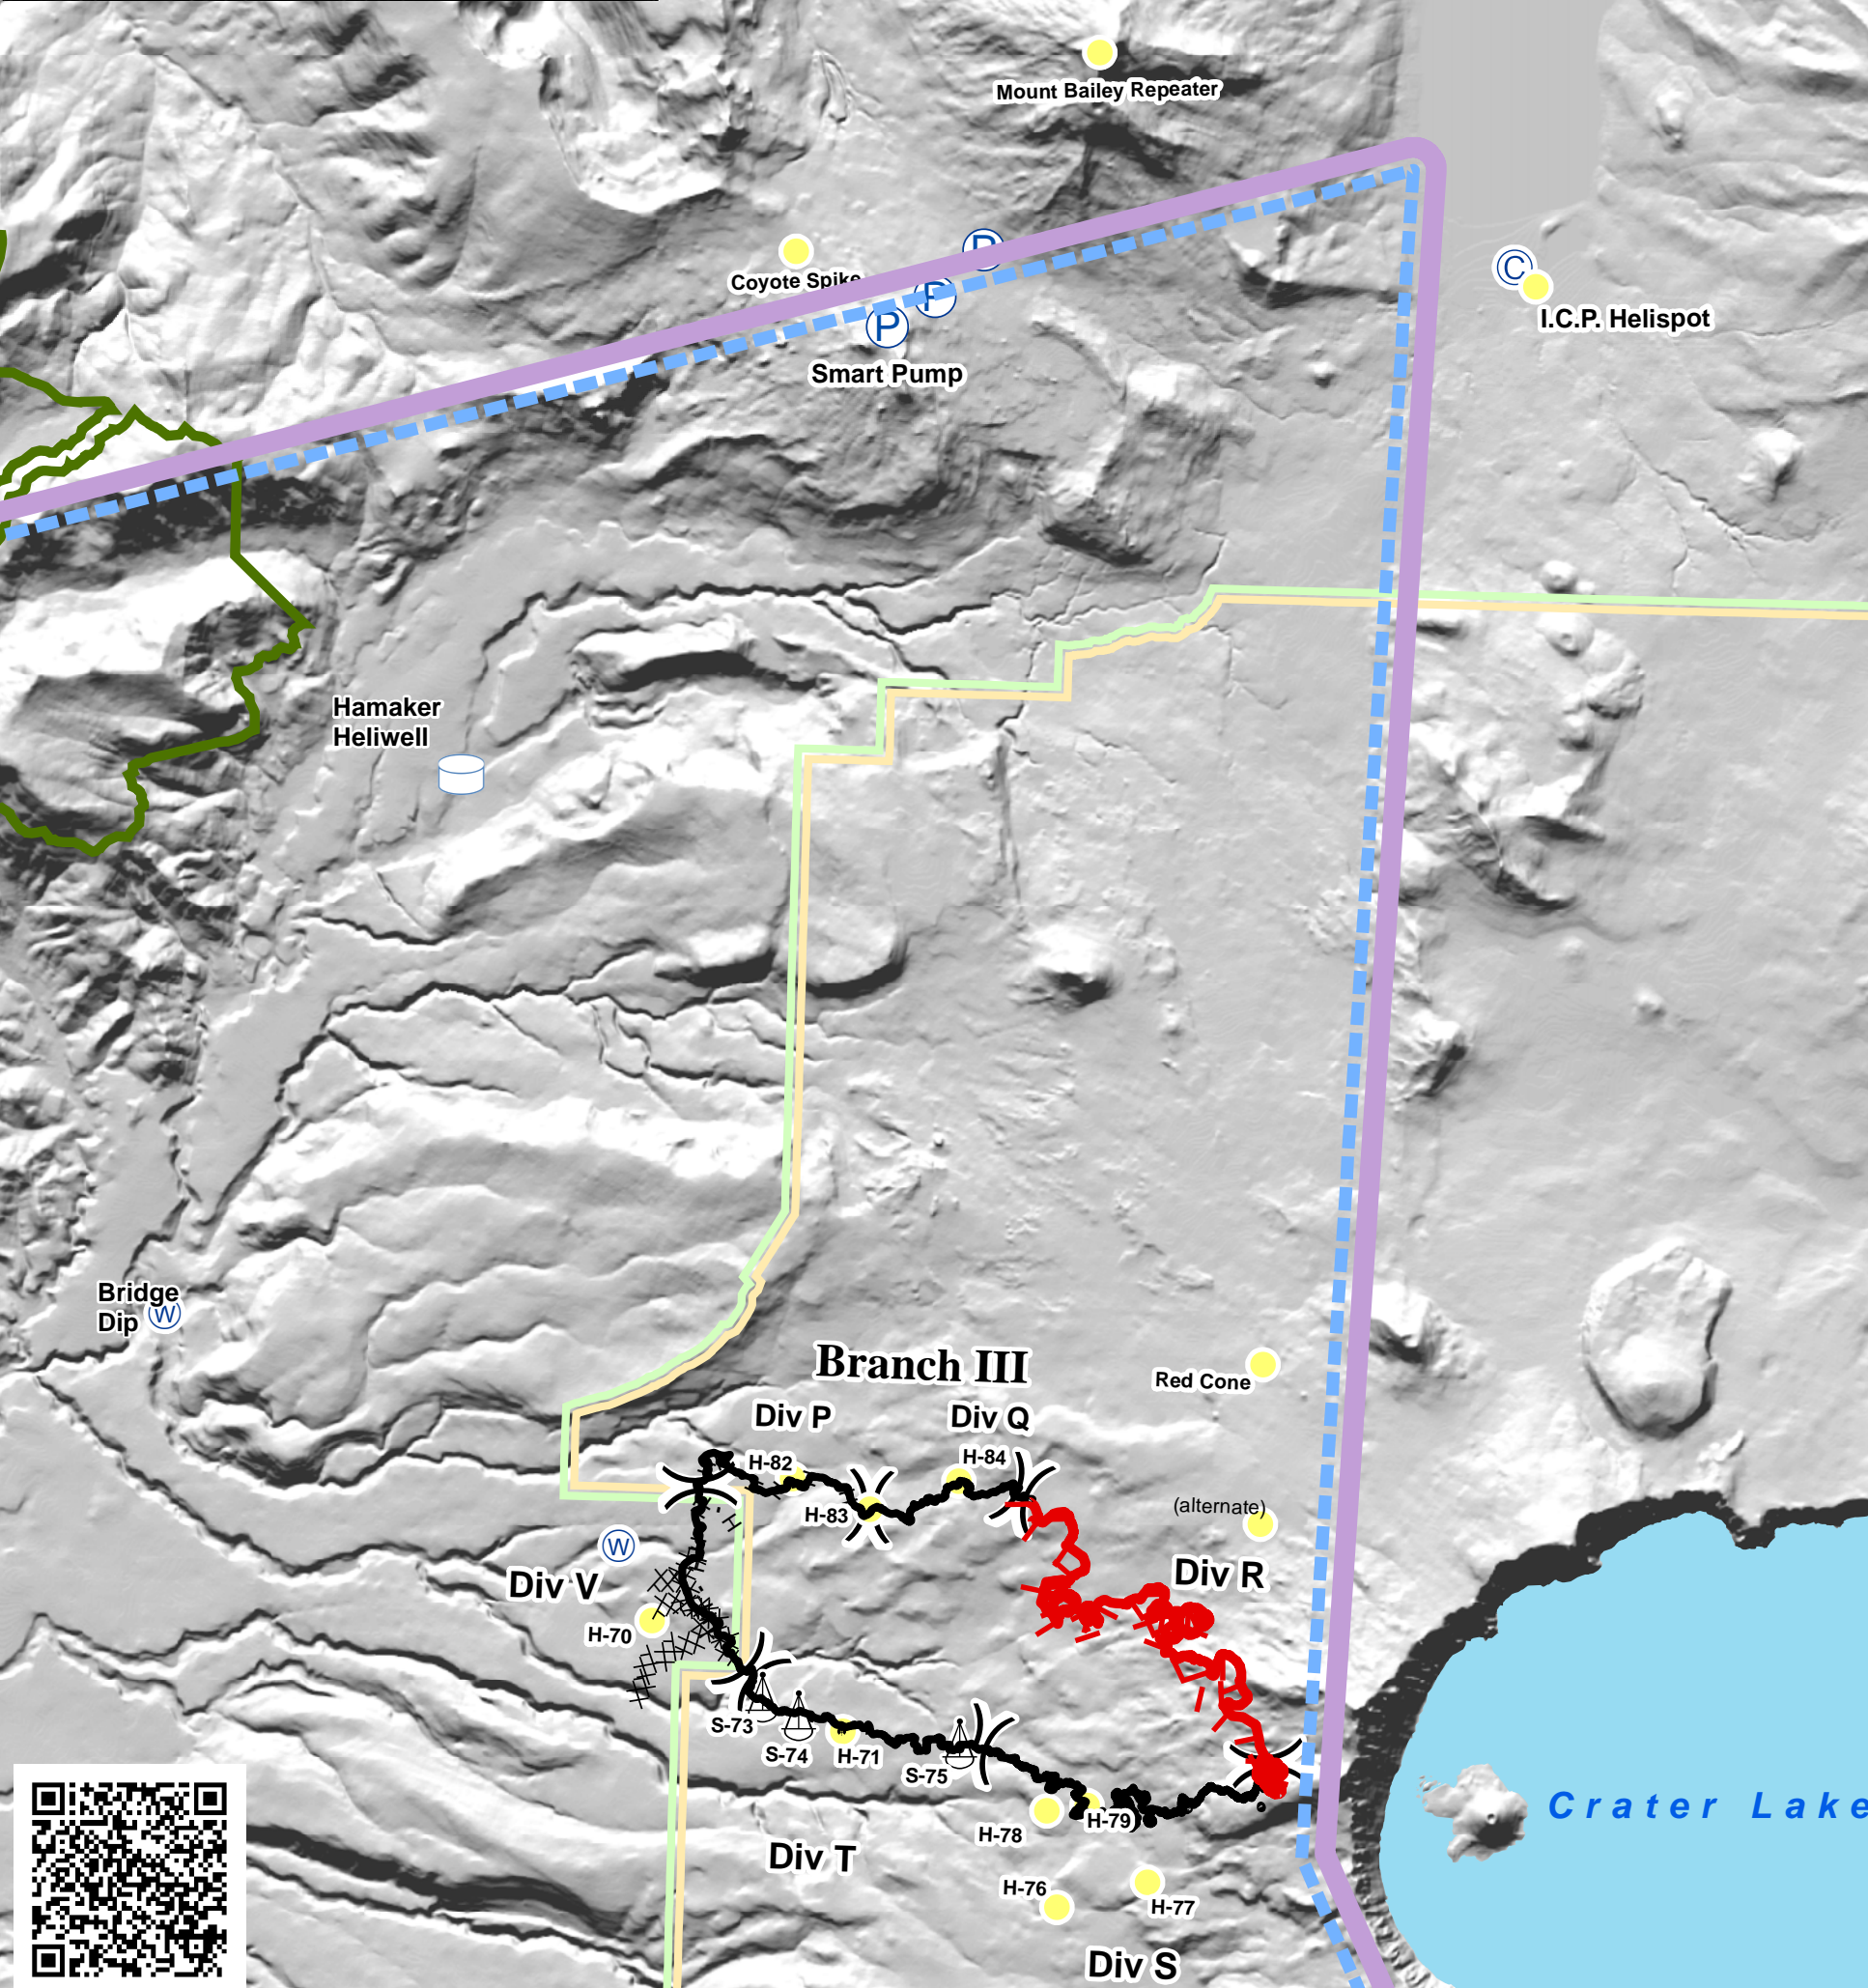 Mount Bailey Repeater
P
Coyote Spike
P
P
C
I.C.P. Helispot
Smart Pump
Hamaker
Heliwell
Bridge
Dip
W
Branch III
Red Cone
Div P
Div Q
H-82
H-84
H-83
(alternate)
W
Div V
Div R
H-70
S-73
S-74
H-71
S-75
Crater Lake
H-79
H-78
Div T
H-76
H-77
Div S